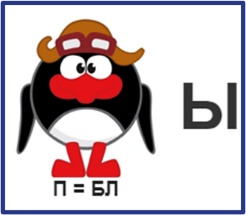 Ы
П = БЛ